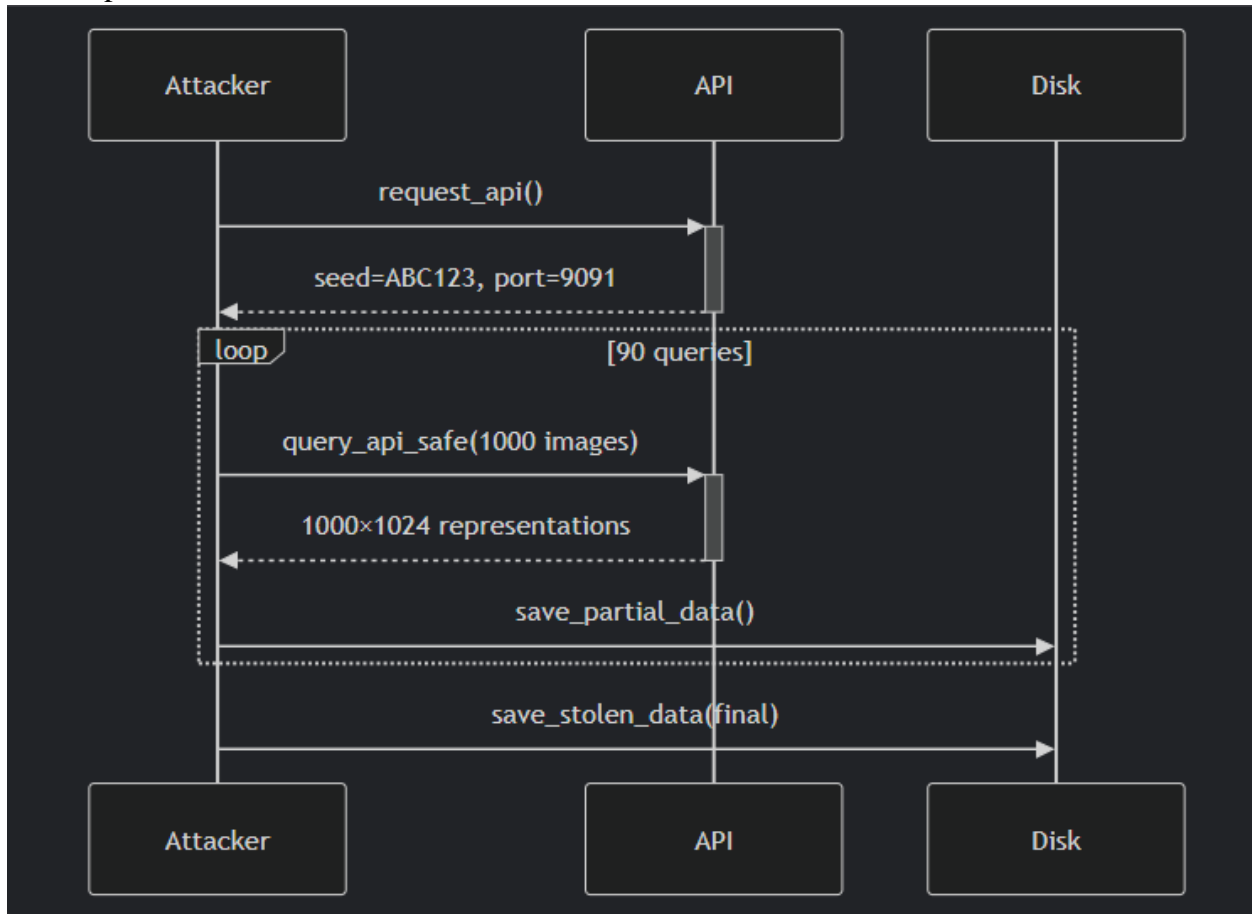 Attacker
API
Disk
request_api()
seed=ABC123, port=9091
loop
[90 queries]
query_api_safe(1000 images)
1000×1024 representations
save_partial_data()
save_stolen_data(final)
Attacker
API
Disk